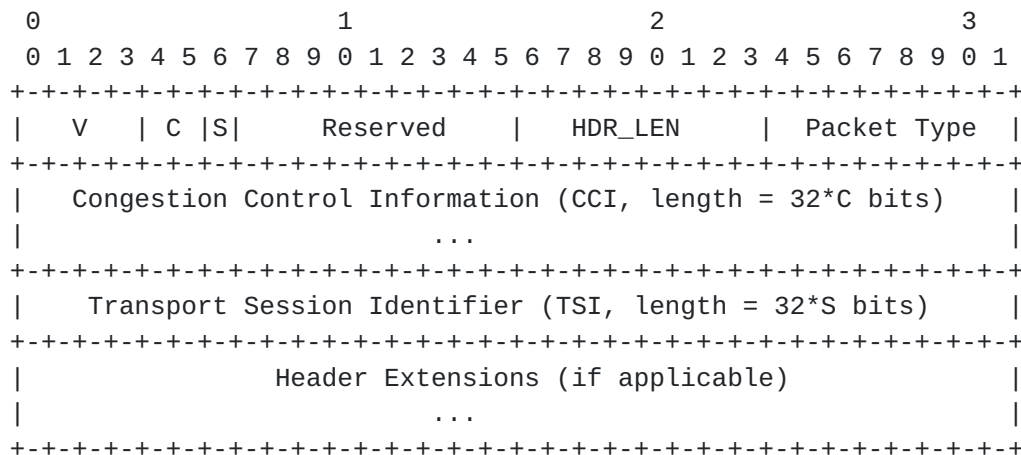 0                   1                   2                   3
 0 1 2 3 4 5 6 7 8 9 0 1 2 3 4 5 6 7 8 9 0 1 2 3 4 5 6 7 8 9 0 1
+-+-+-+-+-+-+-+-+-+-+-+-+-+-+-+-+-+-+-+-+-+-+-+-+-+-+-+-+-+-+-+-+
|   V   | C |S|     Reserved    |   HDR_LEN     |  Packet Type  |
+-+-+-+-+-+-+-+-+-+-+-+-+-+-+-+-+-+-+-+-+-+-+-+-+-+-+-+-+-+-+-+-+
|   Congestion Control Information (CCI, length = 32*C bits)    |
|                          ...                                  |
+-+-+-+-+-+-+-+-+-+-+-+-+-+-+-+-+-+-+-+-+-+-+-+-+-+-+-+-+-+-+-+-+
|    Transport Session Identifier (TSI, length = 32*S bits)     |
+-+-+-+-+-+-+-+-+-+-+-+-+-+-+-+-+-+-+-+-+-+-+-+-+-+-+-+-+-+-+-+-+
|                Header Extensions (if applicable)              |
|                          ...                                  |
+-+-+-+-+-+-+-+-+-+-+-+-+-+-+-+-+-+-+-+-+-+-+-+-+-+-+-+-+-+-+-+-+